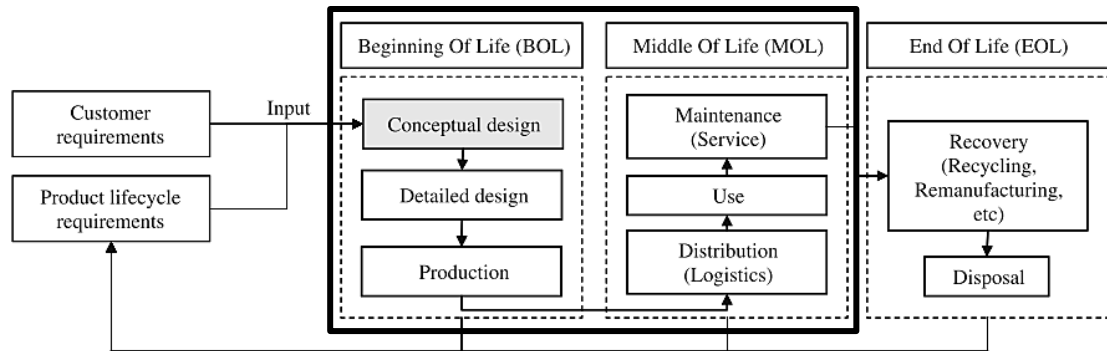 Beginning Of Life (BOL)
Middle Of Life (MOL)
End Of Life (EOL)
Customer
requirements
Input
Product lifecycle
requirements
Conceptual design
Detailed design
Production
Maintenance
(Service)
Use
Distribution
(Logistics)
Recovery
(Recycling,
Remanufacturing,
etc)
Disposal